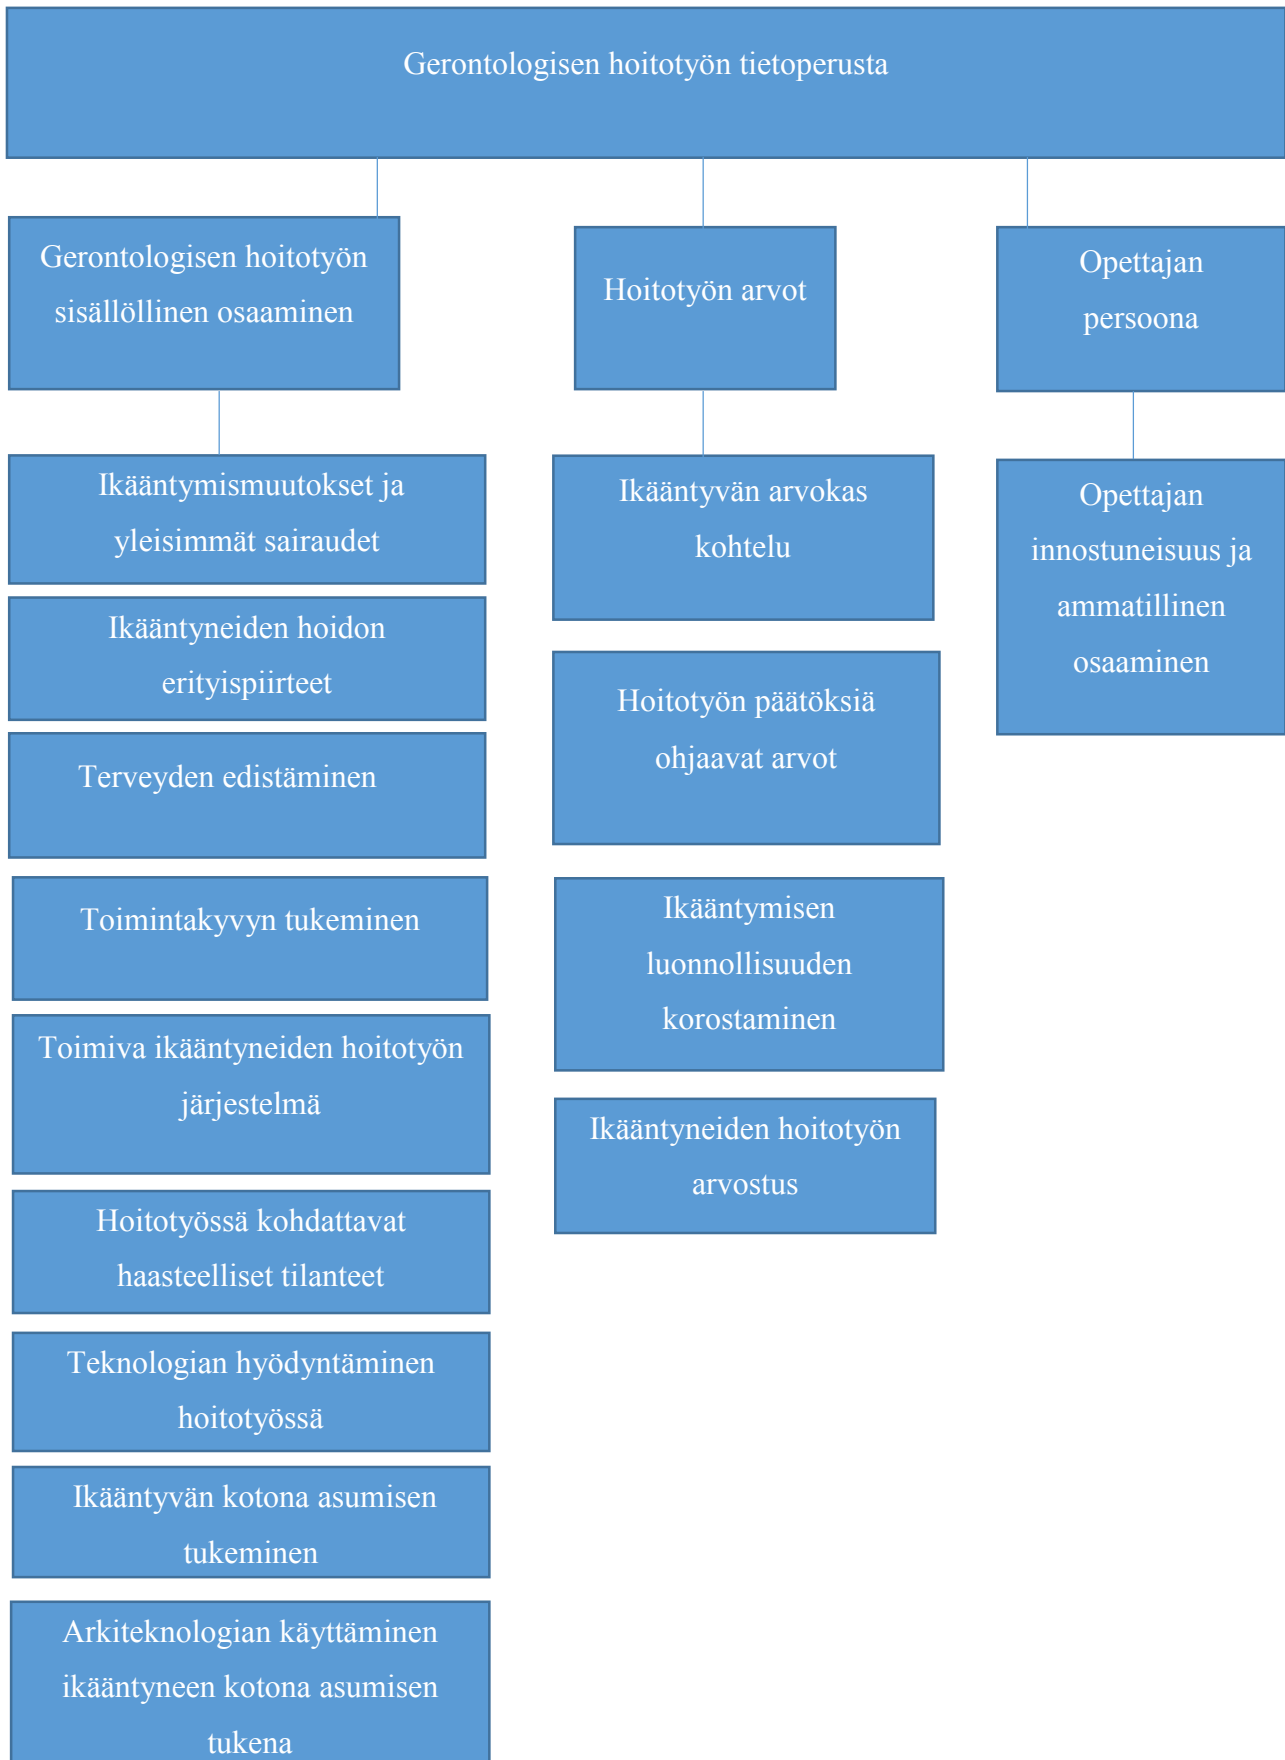 Gerontologisen hoitotyön tietoperusta
Gerontologisen hoitotyön
sisällöllinen osaaminen
Hoitotyön arvot
Opettajan
persoona
Ikääntymismuutokset ja
yleisimmät sairaudet
Ikääntyneiden hoidon
erityispiirteet
Terveyden edistäminen
Toimintakyvyn tukeminen
Toimiva ikääntyneiden hoitotyön
järjestelmä
Hoitotyössä kohdattavat
haasteelliset tilanteet
Teknologian hyödyntäminen
hoitotyössä
Ikääntyvän kotona asumisen
tukeminen
Arkiteknologian käyttäminen
ikääntyneen kotona asumisen
tukena
Ikääntyvän arvokas
kohtelu
Hoitotyön päätöksiä
ohjaavat arvot
Ikääntymisen
luonnollisuuden
korostaminen
Ikääntyneiden hoitotyön
arvostus
Opettajan
innostuneisuus ja
ammatillinen
osaaminen